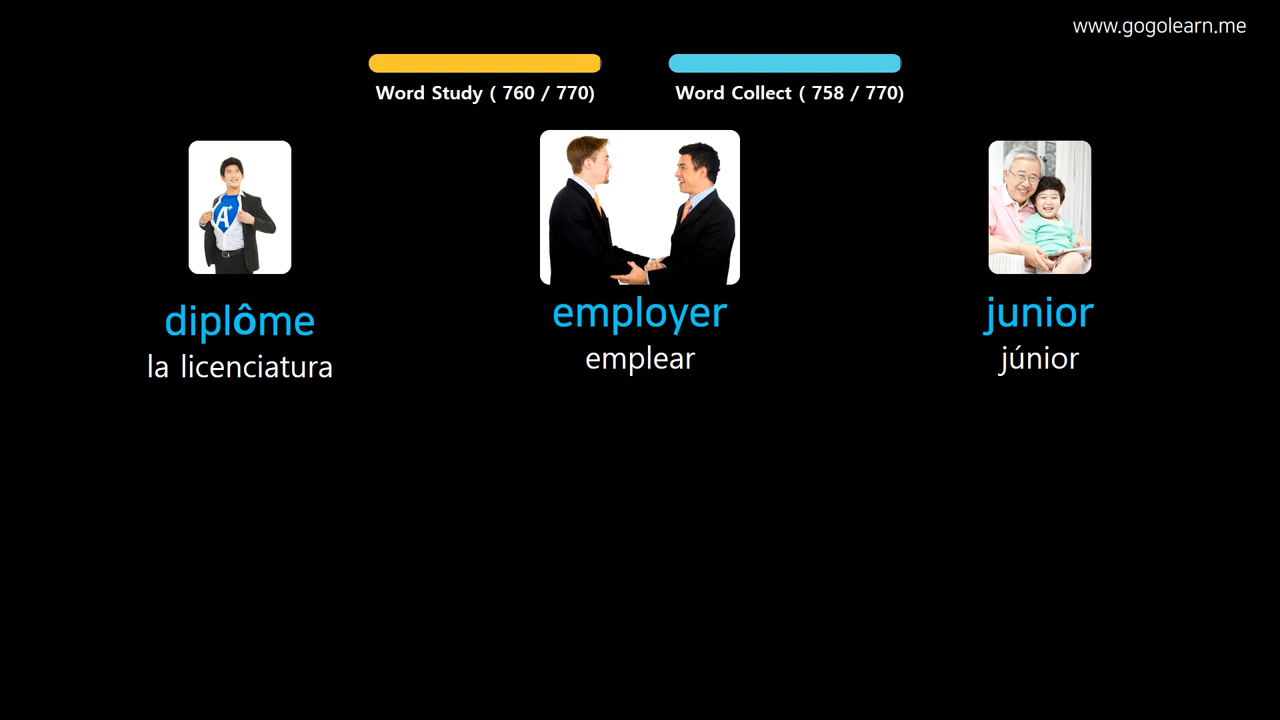 www.gogolearn.me
Word Study ( 760 / 770)
Word Collect ( 758 / 770)
A+
diplôme
la licenciatura
employer
emplear
junior
júnior